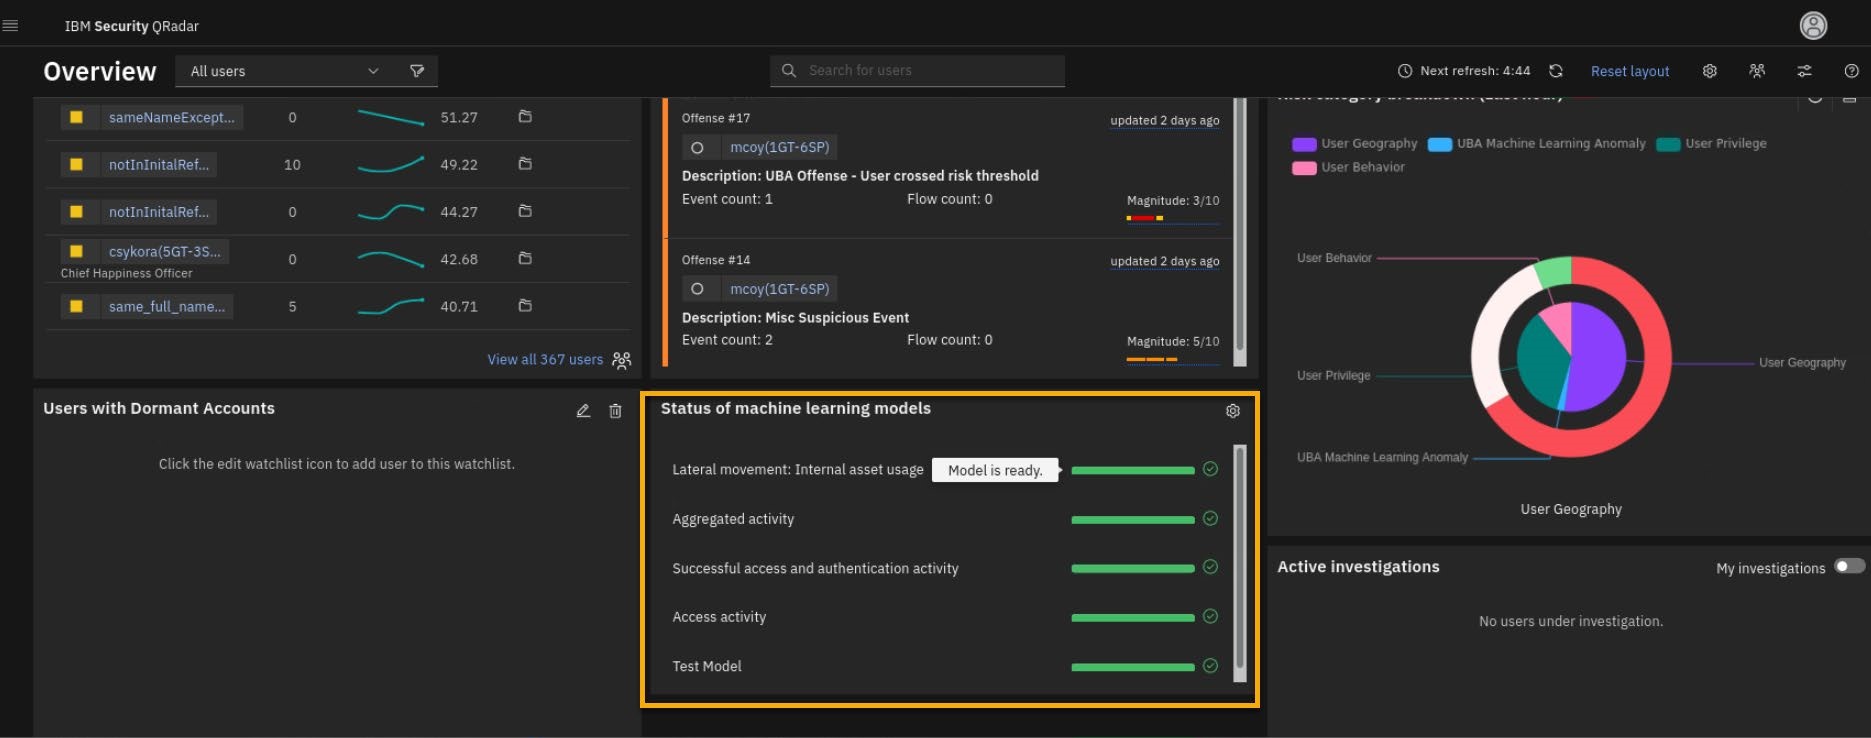 IBM Security QRadar
Overview
All users
Search for users
Next refresh: 4:44
Reset layout
sameNameExcept... 0 51.27
notInInitalRef... 10 49.22
notInInitalRef... 0 44.27
csykora(5GT-3S... 0 42.68
Chief Happiness Officer
same_full_name... 5 40.71
View all 367 users
Offense #17
updated 2 days ago
mcoy(1GT-6SP)
Description: UBA Offense - User crossed risk threshold
Event count: 1 Flow count: 0
Magnitude: 3/10
Offense #14
updated 2 days ago
mcoy(1GT-6SP)
Description: Misc Suspicious Event
Event count: 2 Flow count: 0
Magnitude: 5/10
Risk category breakdown (Last hour)
User Geography UBA Machine Learning Anomaly User Privilege
User Behavior
User Behavior
User Geography
User Privilege
UBA Machine Learning Anomaly
User Geography
Users with Dormant Accounts
Click the edit watchlist icon to add user to this watchlist.
Status of machine learning models
Lateral movement: Internal asset usage Model is ready.
Aggregated activity
Successful access and authentication activity
Access activity
Test Model
Active investigations
My investigations
No users under investigation.